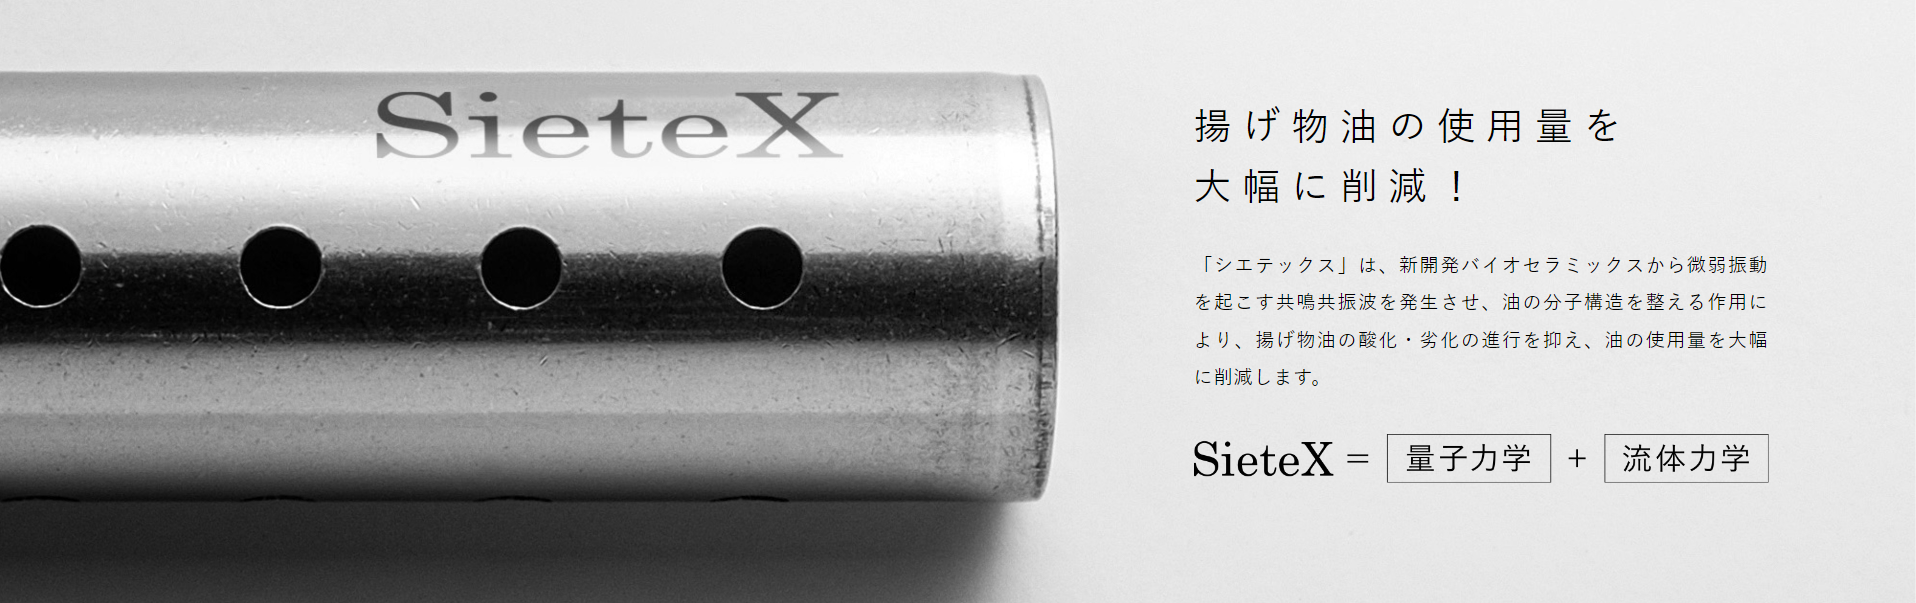 SieteX
揚げ物油の使用量を
大幅に削減！
「シエテックス」は、新開発バイオセラミックスから微弱振動
を起こす共鳴共振波を発生させ、油の分子構造を整える作用に
より、揚げ物油の酸化・劣化の進行を抑え、油の使用量を大幅
に削減します。
SieteX = 量子力学 + 流体力学